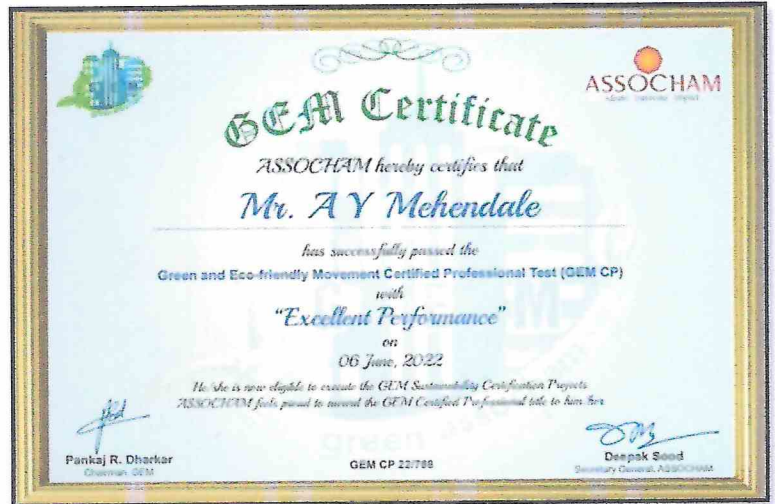 ASSOCHAM
GEM Certificate
ASSOCHAM hereby certifies that
Mr. A Y Mehendale
has successfully passed the
Green and Eco-friendly Movement Certified Professional Test (GEM CP)
with
"Excellent Performance"
on
06 June, 2022
He/she is now eligible to execute the GEM Sustainability Certification Projects
ASSOCHAM feels proud to award the GEM Certified Professional title to him/her
green
Pankaj R. Dharkar
Chairman, GEM
GEM CP 22/788
Deepak Sood
Secretary General, ASSOCHAM